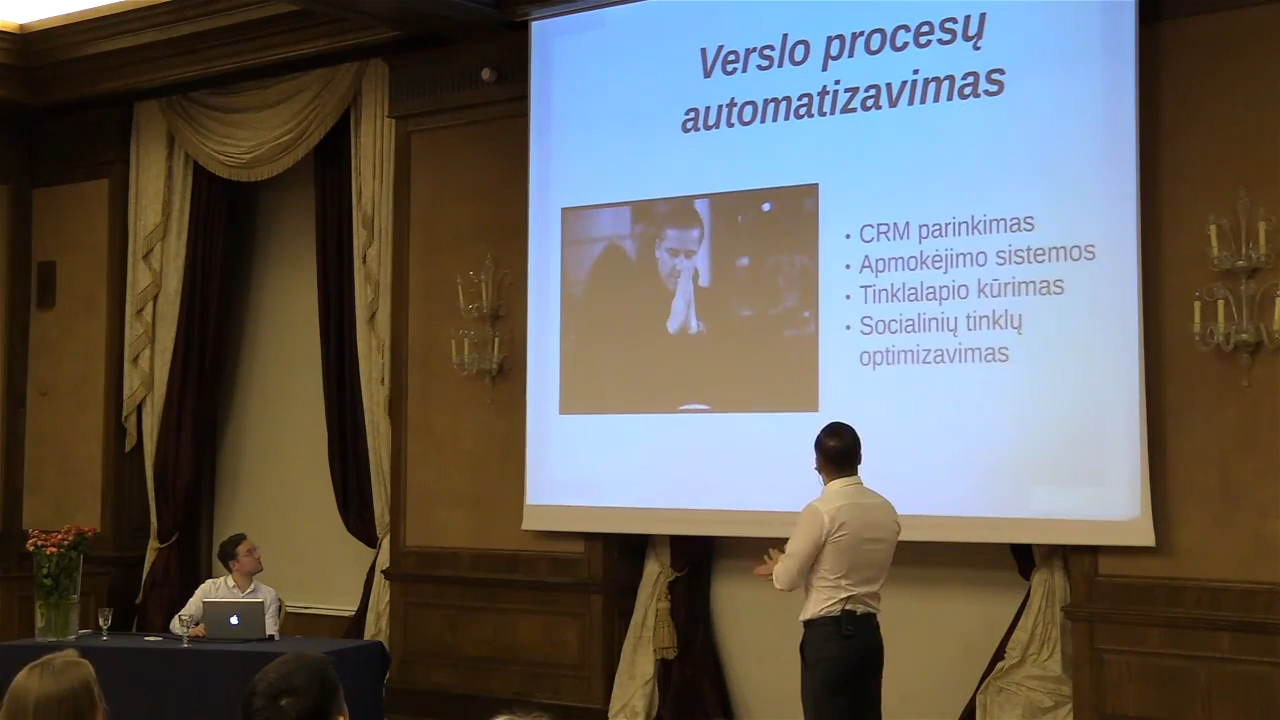 Verslo procesų
automatizavimas
• CRM parinkimas
• Apmokėjimo sistemos
• Tinklalapio kūrimas
• Socialinių tinklų
optimizavimas